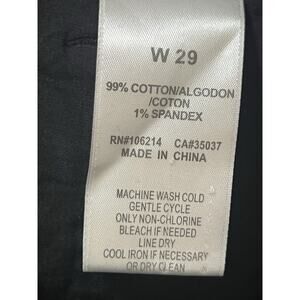 W 29
99% COTTON/ALGODON
/COTON
1% SPANDEX
RN#106214 CA#35037
MADE IN CHINA
MACHINE WASH COLD
GENTLE CYCLE
ONLY NON-CHLORINE
BLEACH IF NEEDED
LINE DRY
COOL IRON IF NECESSARY
OR DRY CLEAN